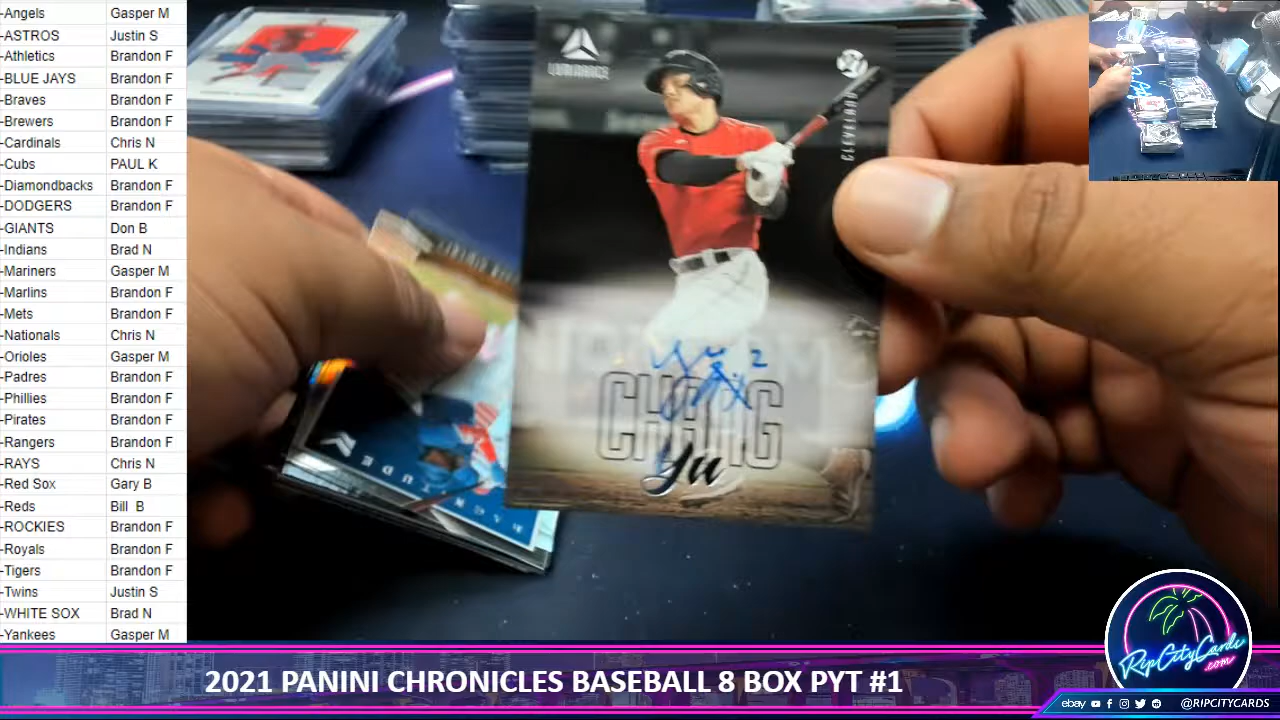 -Angels Gasper M
-ASTROS Justin S
-Athletics Brandon F
-BLUE JAYS Brandon F
-Braves Brandon F
-Brewers Brandon F
-Cardinals Chris N
-Cubs PAUL K
-Diamondbacks Brandon F
-DODGERS Brandon F
-GIANTS Don B
-Indians Brad N
-Mariners Gasper M
-Marlins Brandon F
-Mets Brandon F
-Nationals Chris N
-Orioles Gasper M
-Padres Brandon F
-Phillies Brandon F
-Pirates Brandon F
-Rangers Brandon F
-RAYS Chris N
-Red Sox Gary B
-Reds Bill B
-ROCKIES Brandon F
-Royals Brandon F
-Tigers Brandon F
-Twins Justin S
-WHITE SOX Brad N
-Yankees Gasper M
LUMINANCE
CLEVELAND
CHANG
Yu
2021 PANINI CHRONICLES BASEBALL 8 BOX PYT #1
RipCityCards
.com
ebay
@RIPCITYCARDS